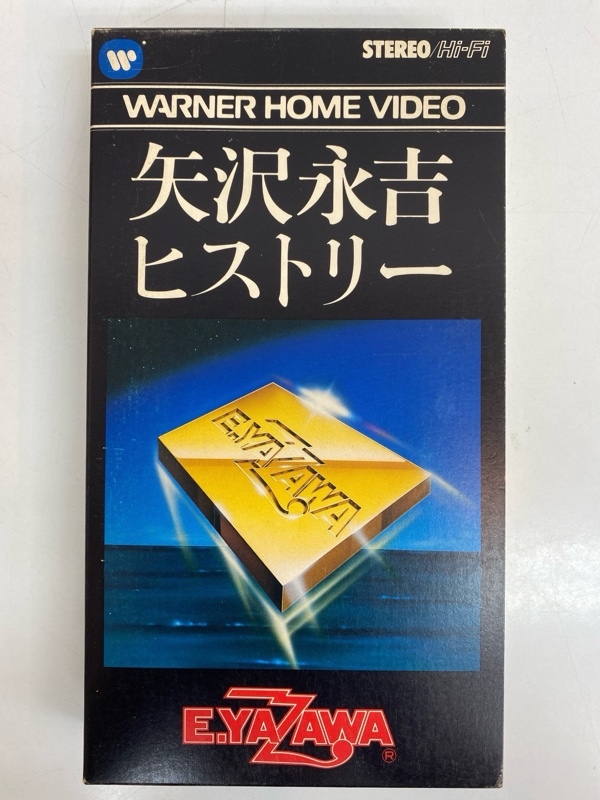 STEREO/Hi-Fi
WARNER HOME VIDEO
矢沢永吉
ヒストリー
E.YAZAWA
E.YAZAWA®